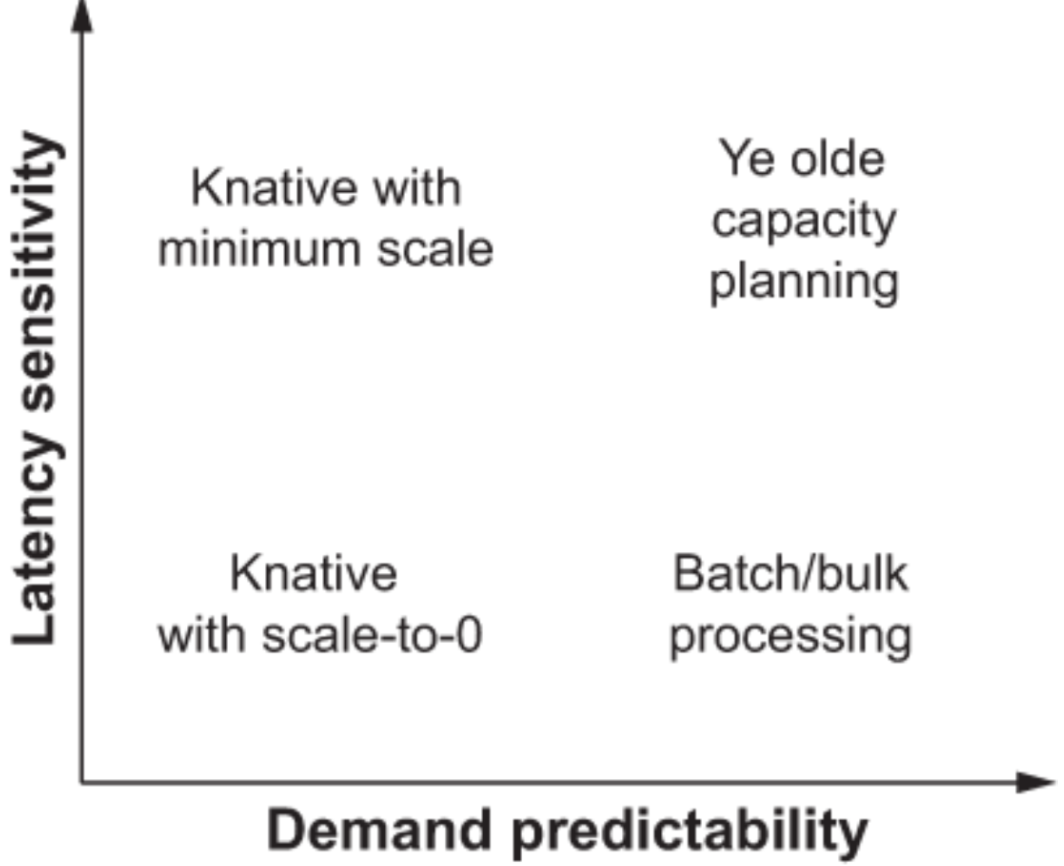 Latency sensitivity
Knative with
minimum scale
Ye olde
capacity
planning
Knative
with scale-to-0
Batch/bulk
processing
Demand predictability